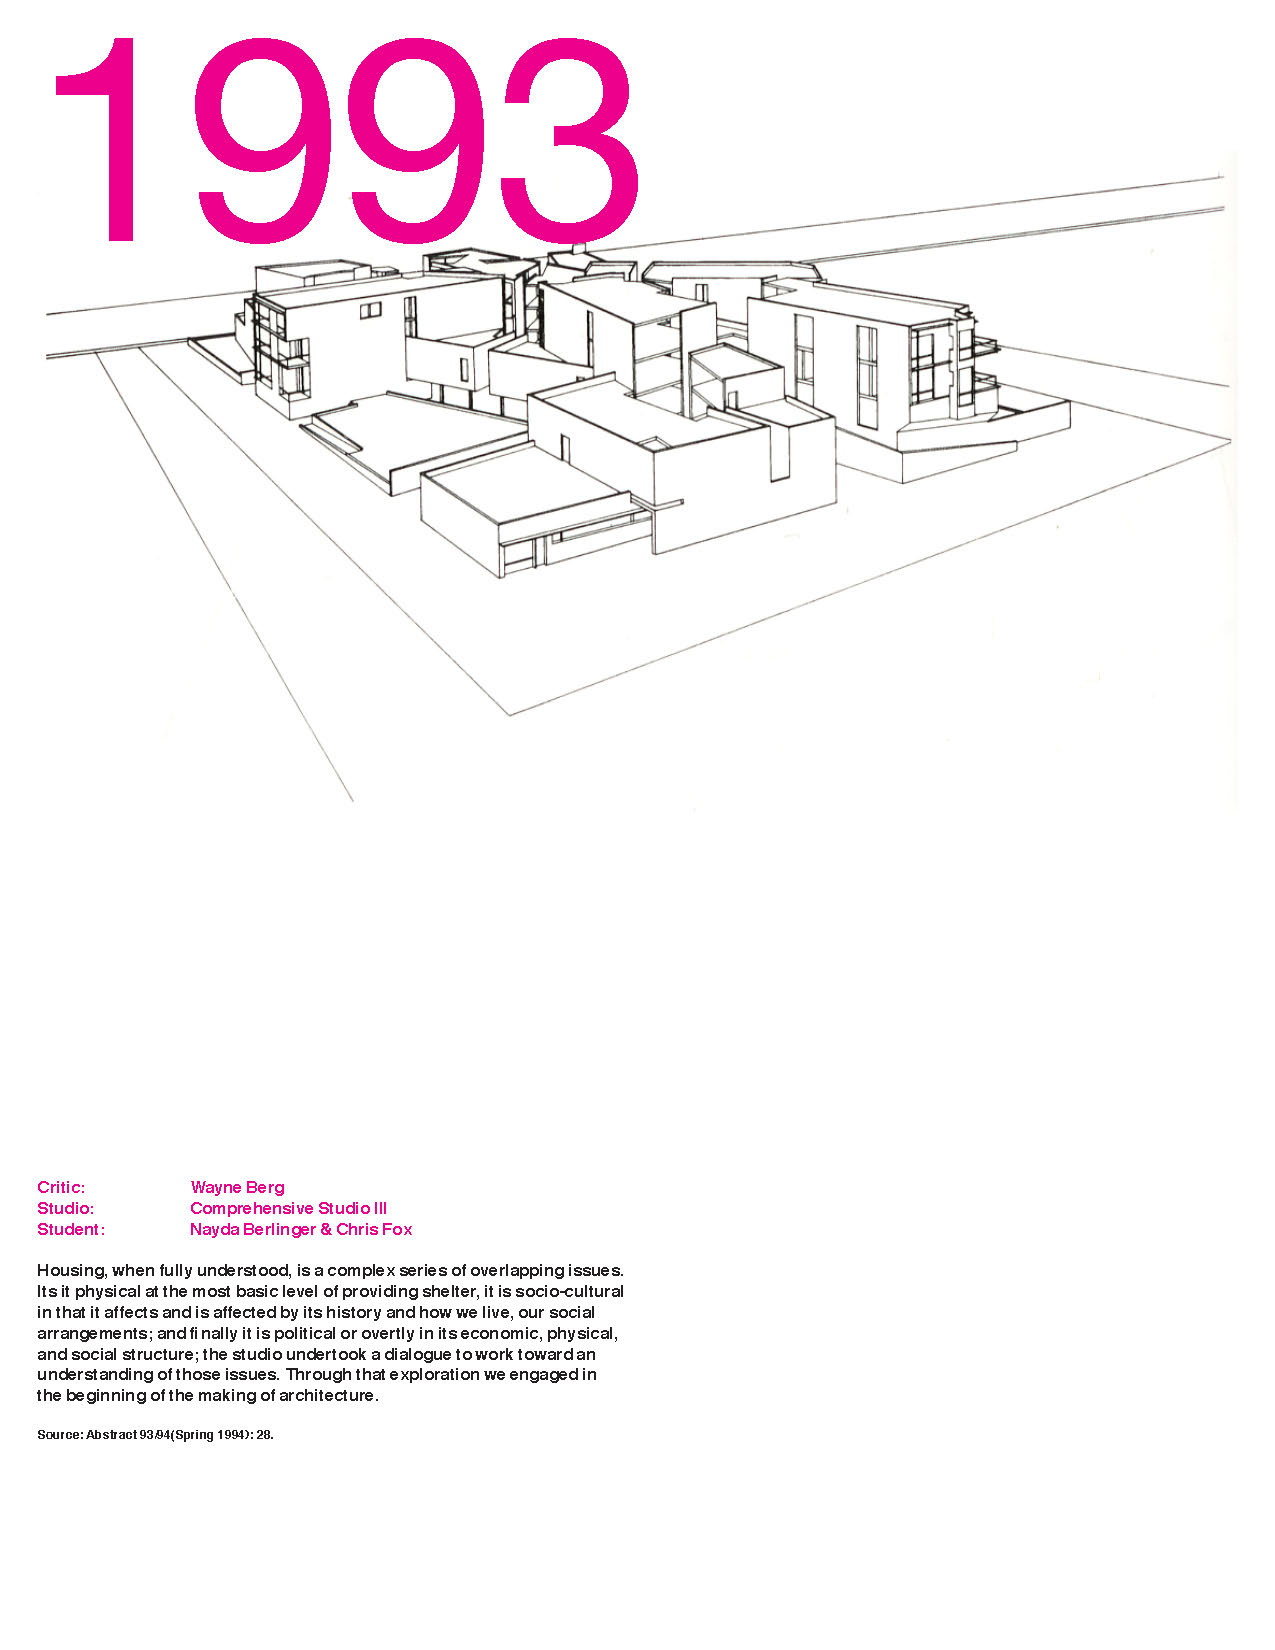 1993
Critic: Wayne Berg
Studio: Comprehensive Studio III
Student: Nayda Berlinger & Chris Fox
Housing, when fully understood, is a complex series of overlapping issues.
Its it physical at the most basic level of providing shelter, it is socio-cultural
in that it affects and is affected by its history and how we live, our social
arrangements; and finally it is political or overtly in its economic, physical,
and social structure; the studio undertook a dialogue to work toward an
understanding of those issues. Through that exploration we engaged in
the beginning of the making of architecture.
Source: Abstract 93/94(Spring 1994): 28.